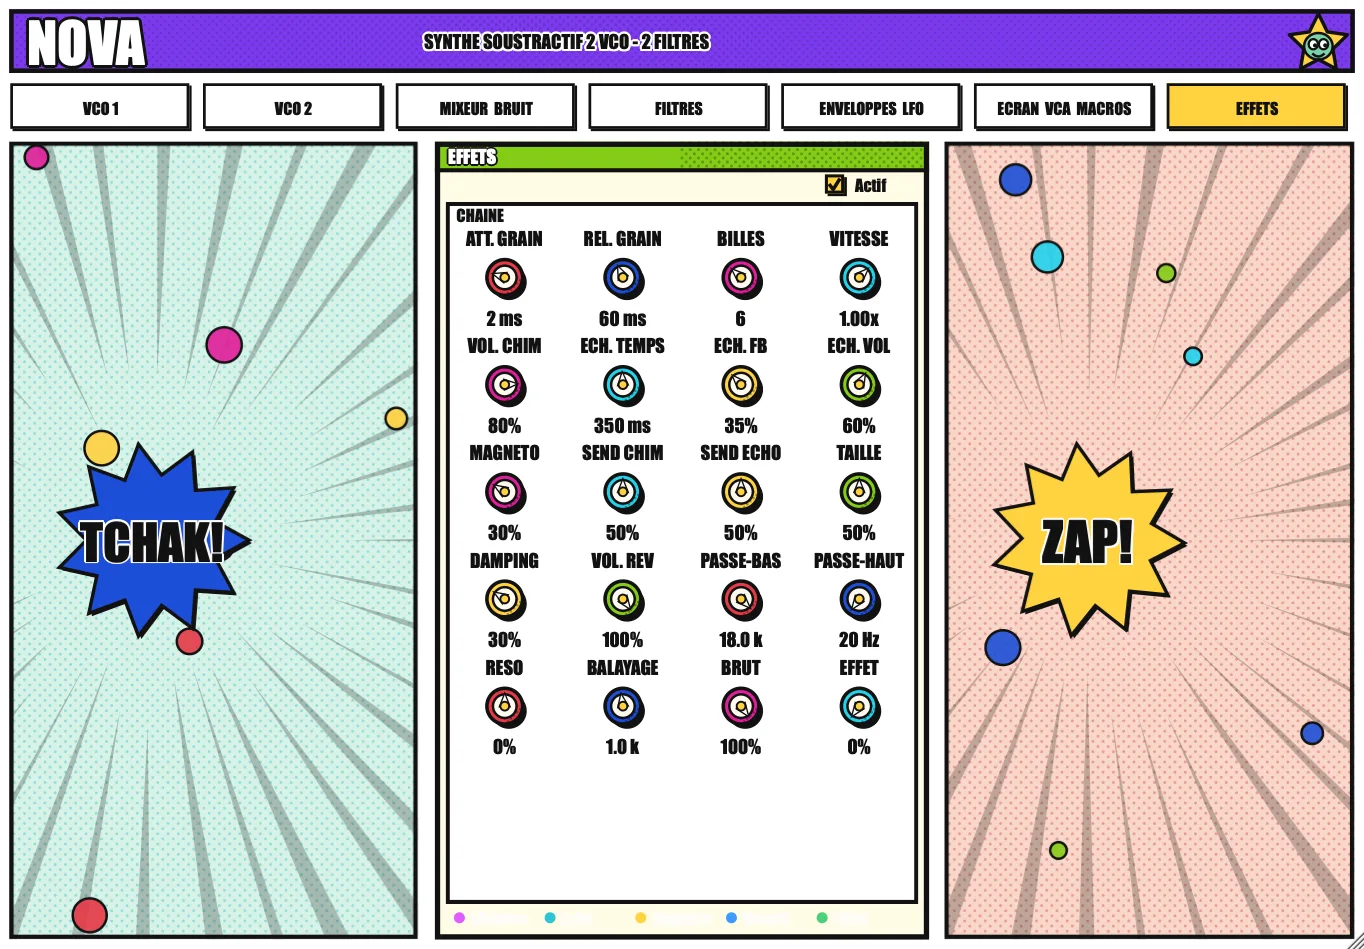 NOVA
SYNTHE SOUSTRACTIF 2 VCO - 2 FILTRES
VCO 1 VCO 2 MIXEUR BRUIT FILTRES ENVELOPPES LFO ECRAN VCA MACROS EFFETS
EFFETS
Actif
CHAINE
ATT. GRAIN REL. GRAIN BILLES VITESSE
2 ms 60 ms 6 1.00x
VOL. CHIM ECH. TEMPS ECH. FB ECH. VOL
80% 350 ms 35% 60%
MAGNETO SEND CHIM SEND ECHO TAILLE
30% 50% 50% 50%
DAMPING VOL. REV PASSE-BAS PASSE-HAUT
30% 100% 18.0 k 20 Hz
RESO BALAYAGE BRUT EFFET
0% 1.0 k 100% 0%
TCHAK!
ZAP!